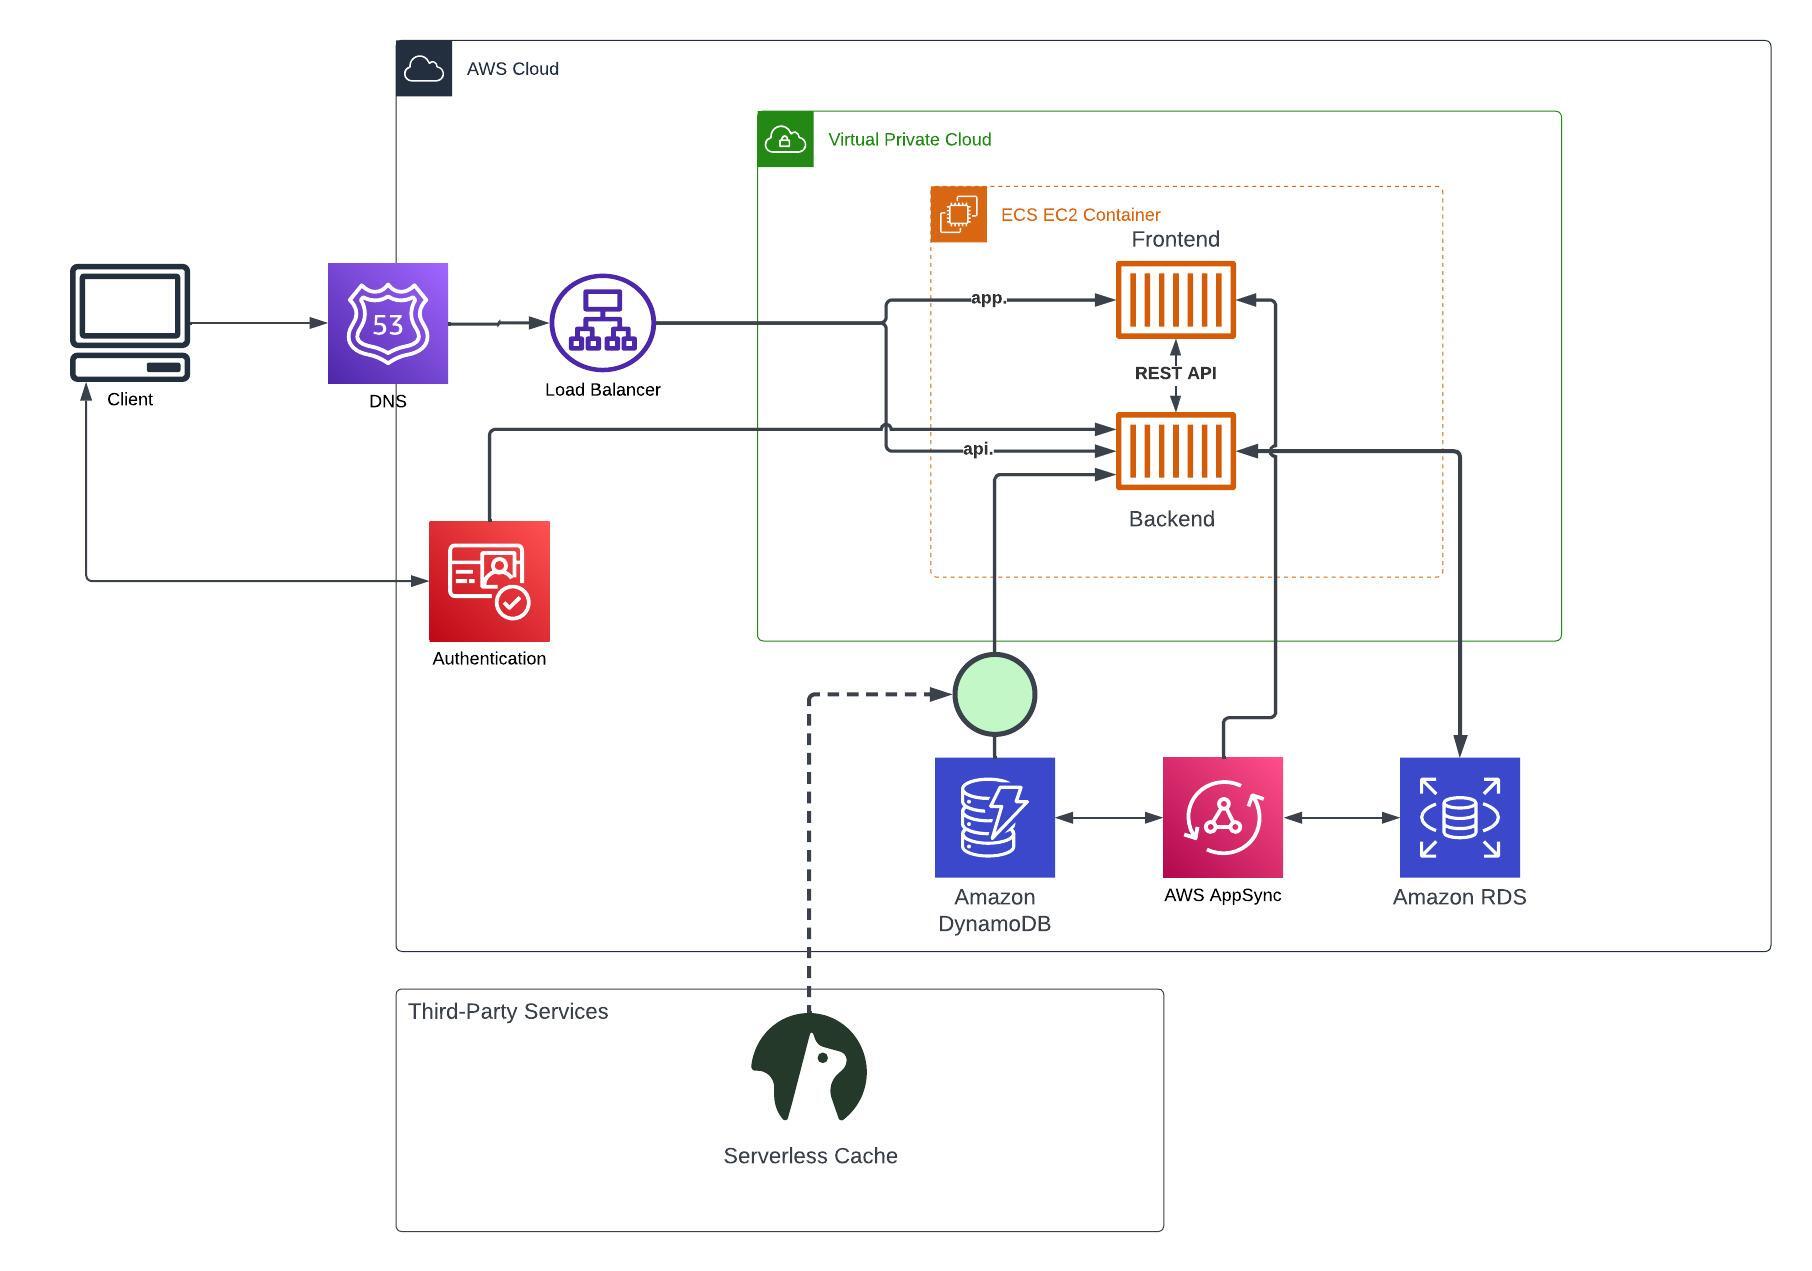 AWS Cloud
Virtual Private Cloud
ECS EC2 Container
Frontend
app.
53
REST API
Client
DNS
Load Balancer
api.
Backend
Authentication
Amazon
DynamoDB
AWS AppSync
Amazon RDS
Third-Party Services
Serverless Cache